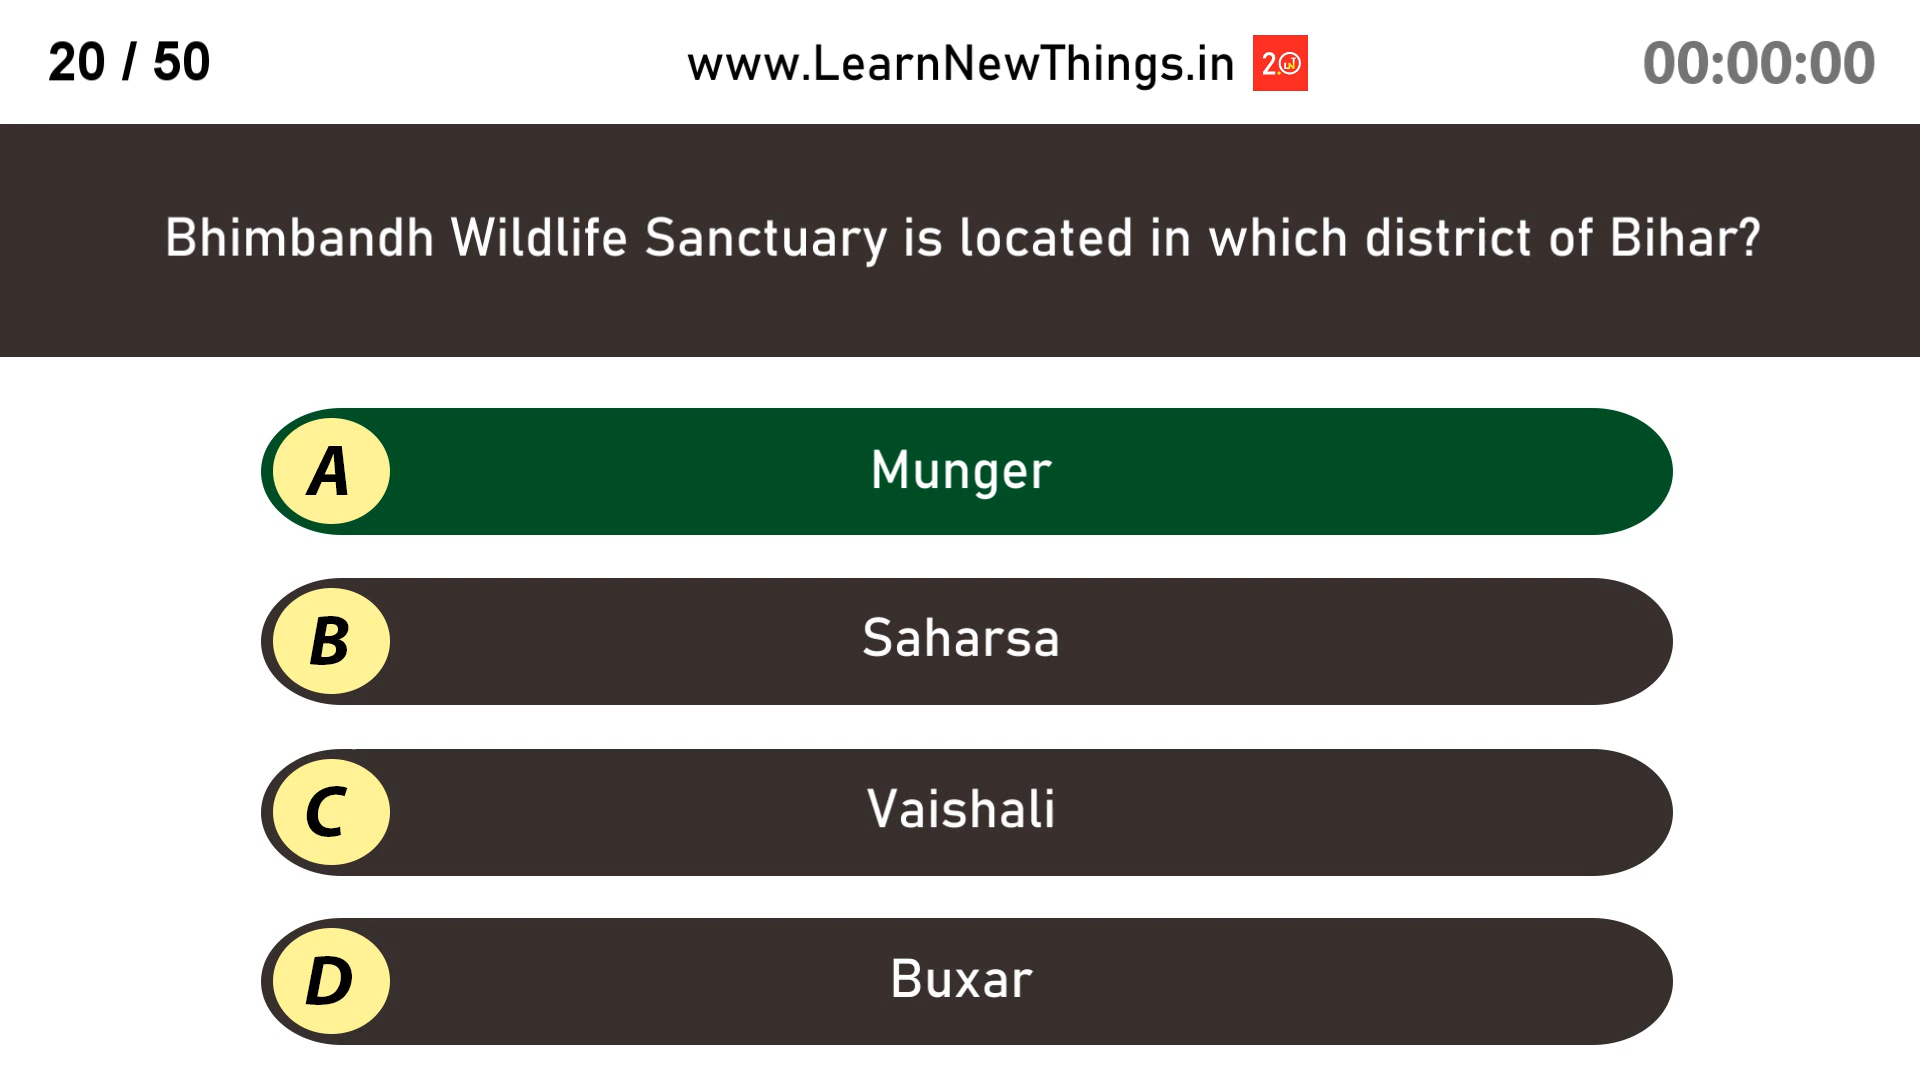 20 / 50
www.LearnNewThings.in
00:00:00
Bhimbandh Wildlife Sanctuary is located in which district of Bihar?
A Munger
B Saharsa
C Vaishali
D Buxar